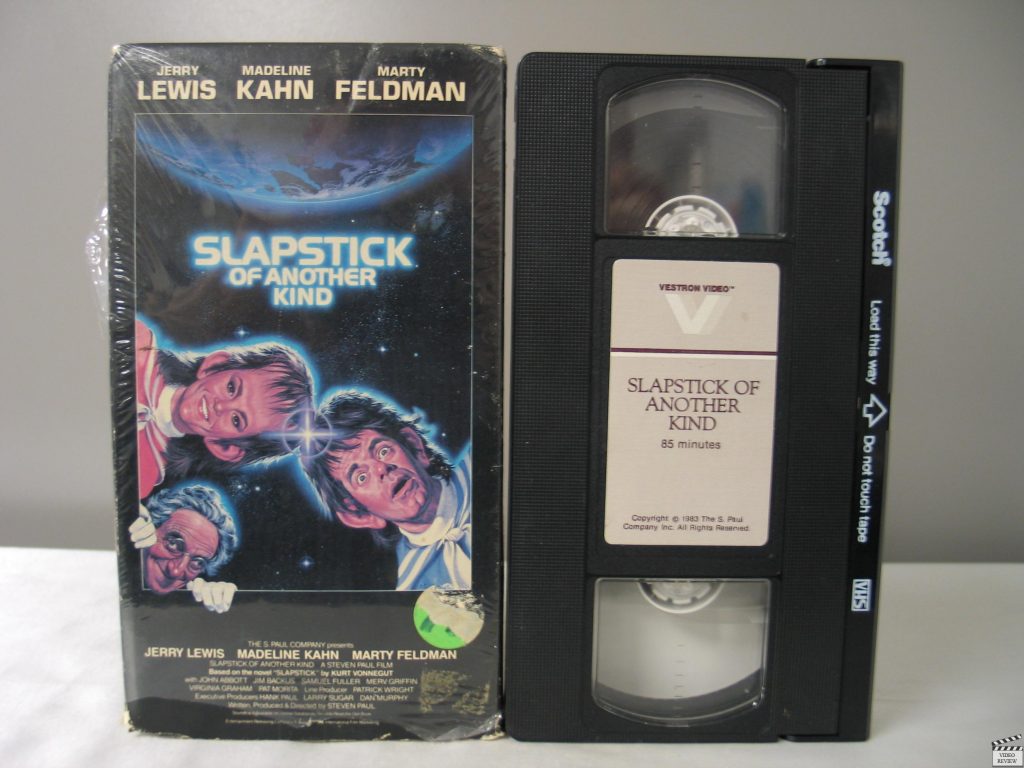 JERRY LEWIS
MADELINE KAHN
MARTY FELDMAN
SLAPSTICK
OF ANOTHER
KIND
THE S. PAUL COMPANY presents
JERRY LEWIS MADELINE KAHN MARTY FELDMAN
SLAPSTICK OF ANOTHER KIND A STEVEN PAUL FILM
Based on the novel "SLAPSTICK" by KURT VONNEGUT
with JOHN ABBOTT JIM BACKUS SAMUEL FULLER MERV GRIFFIN
VIRGINIA GRAHAM PAT MORITA Line Producer PATRICK WRIGHT
Executive Producers HANK PAUL LARRY SUGAR DAN MURPHY
Written, Produced & Directed by STEVEN PAUL
VESTRON VIDEO™
V
SLAPSTICK OF
ANOTHER
KIND
85 minutes
Copyright © 1983 The S. Paul
Company Inc. All Rights Reserved.
Scotch®
Load this way
Do not touch tape
VHS
VIDEO
REVIEW